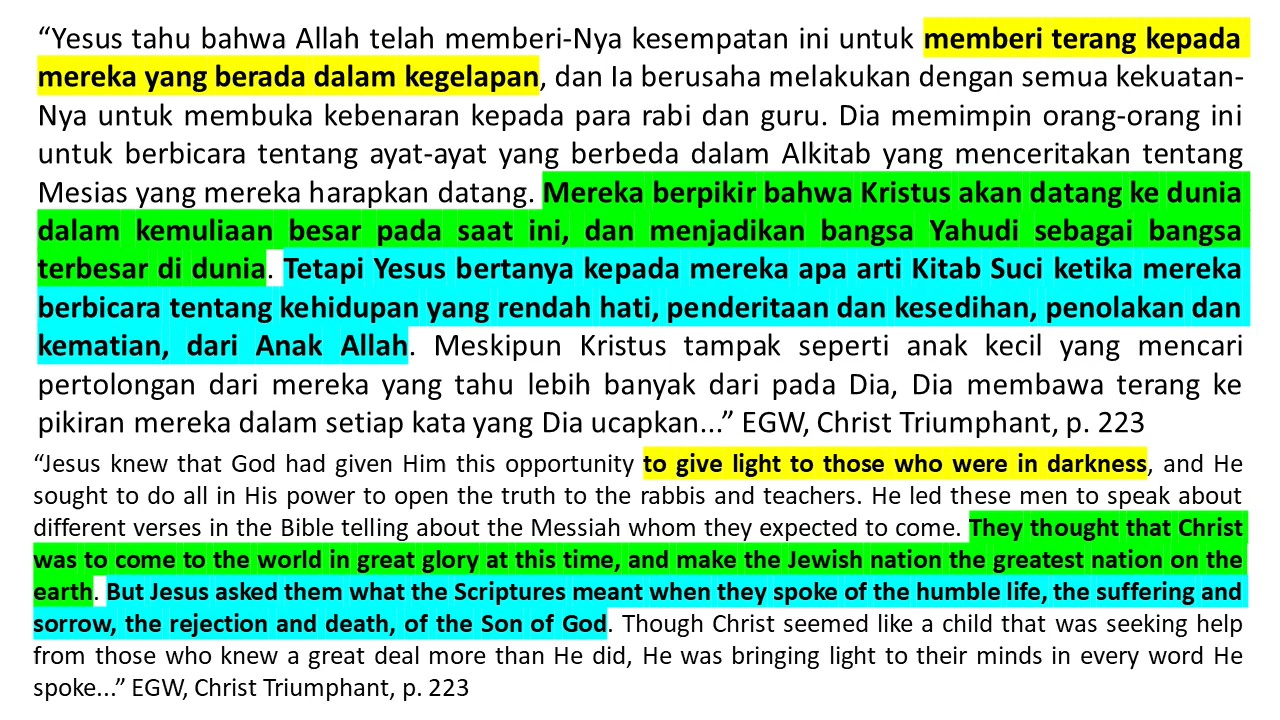 “Yesus tahu bahwa Allah telah memberi-Nya kesempatan ini untuk memberi terang kepada
mereka yang berada dalam kegelapan, dan Ia berusaha melakukan dengan semua kekuatan-
Nya untuk membuka kebenaran kepada para rabi dan guru. Dia memimpin orang-orang ini
untuk berbicara tentang ayat-ayat yang berbeda dalam Alkitab yang menceritakan tentang
Mesias yang mereka harapkan datang. Mereka berpikir bahwa Kristus akan datang ke dunia
dalam kemuliaan besar pada saat ini, dan menjadikan bangsa Yahudi sebagai bangsa
terbesar di dunia. Tetapi Yesus bertanya kepada mereka apa arti Kitab Suci ketika mereka
berbicara tentang kehidupan yang rendah hati, penderitaan dan kesedihan, penolakan dan
kematian, dari Anak Allah. Meskipun Kristus tampak seperti anak kecil yang mencari
pertolongan dari mereka yang tahu lebih banyak dari pada Dia, Dia membawa terang ke
pikiran mereka dalam setiap kata yang Dia ucapkan...” EGW, Christ Triumphant, p. 223
“Jesus knew that God had given Him this opportunity to give light to those who were in darkness, and He
sought to do all in His power to open the truth to the rabbis and teachers. He led these men to speak about
different verses in the Bible telling about the Messiah whom they expected to come. They thought that Christ
was to come to the world in great glory at this time, and make the Jewish nation the greatest nation on the
earth. But Jesus asked them what the Scriptures meant when they spoke of the humble life, the suffering and
sorrow, the rejection and death, of the Son of God. Though Christ seemed like a child that was seeking help
from those who knew a great deal more than He did, He was bringing light to their minds in every word He
spoke...” EGW, Christ Triumphant, p. 223